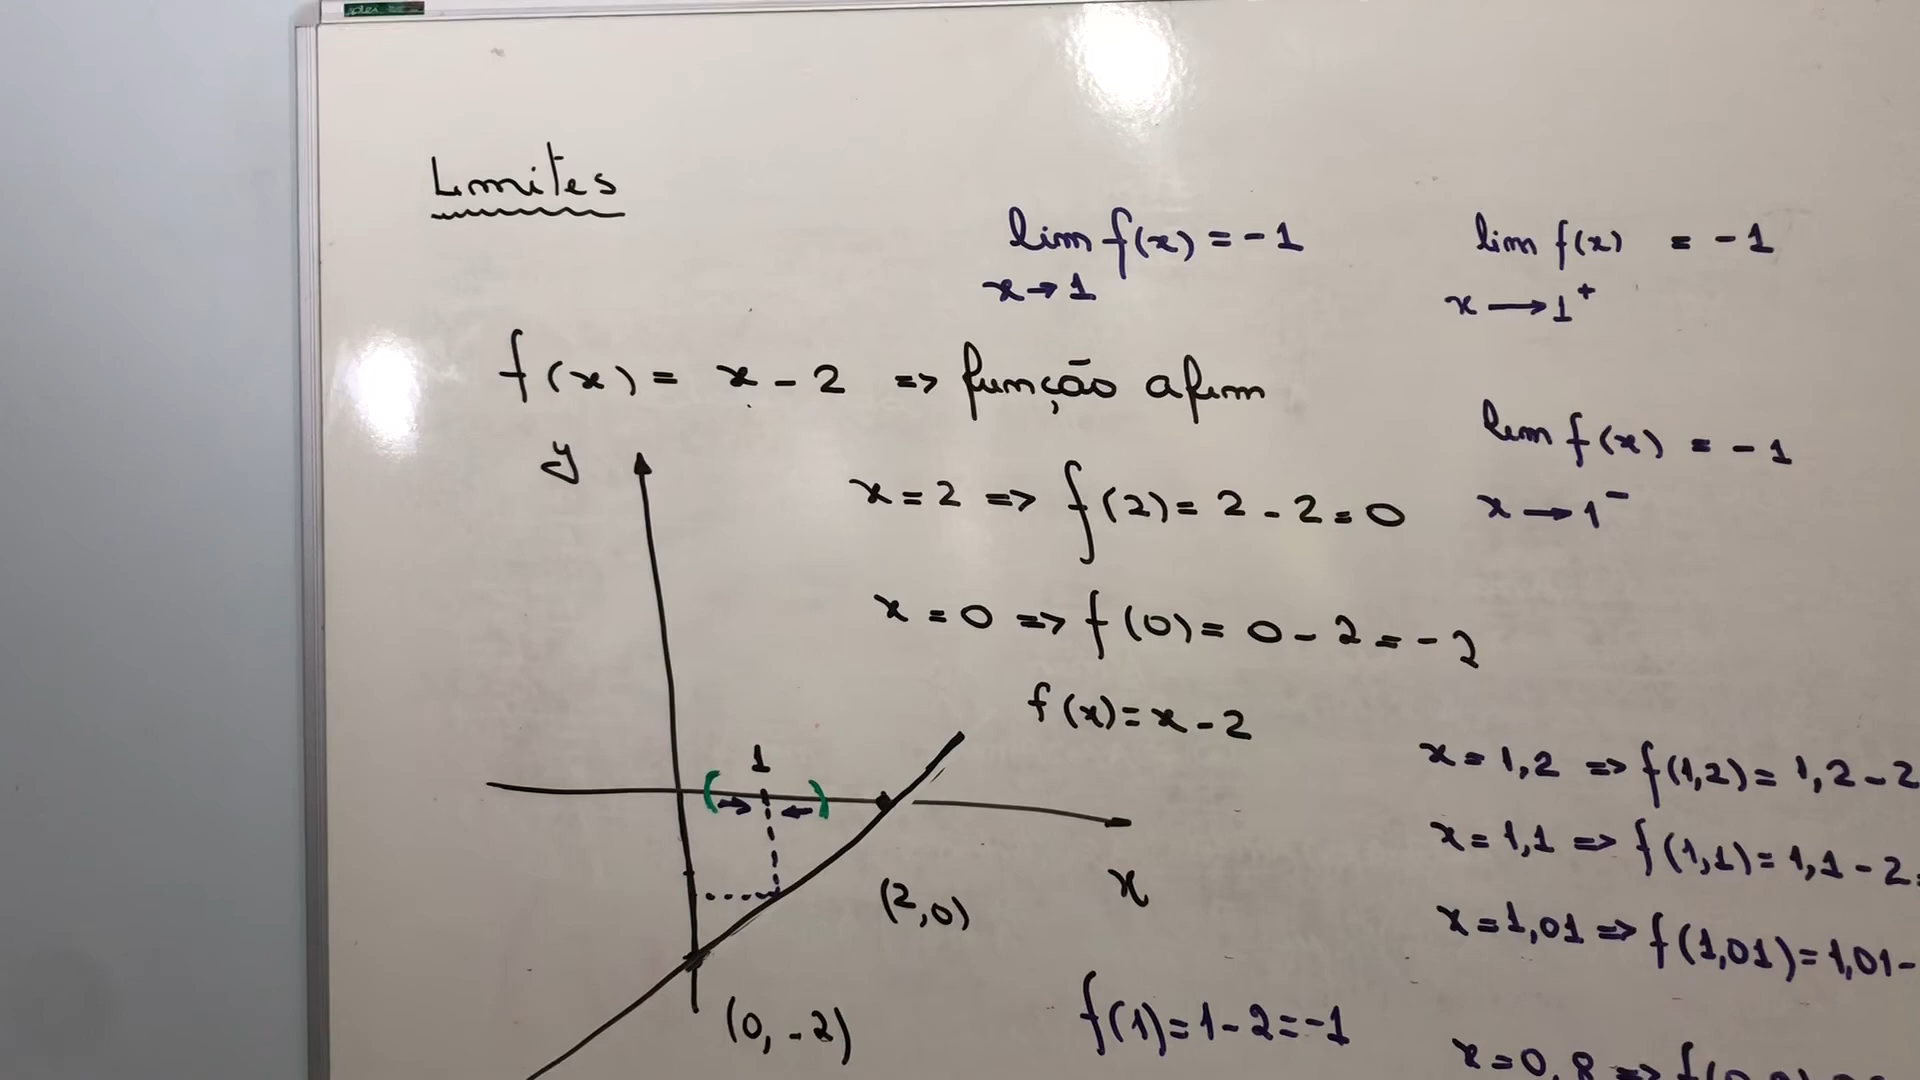 Limites
lim f(x) = -1
x→1
lim f(x) = -1
x→1⁺
f(x) = x - 2 => função afim
lim f(x) = -1
x→1⁻
y
x = 2 => f(2) = 2 - 2 = 0
x = 0 => f(0) = 0 - 2 = -2
f(x) = x - 2
1
( → ← )
x
(2,0)
(0, -2)
x = 1,2 => f(1,2) = 1,2 - 2
x = 1,1 => f(1,1) = 1,1 - 2 =
x = 1,01 => f(1,01) = 1,01 -
f(1) = 1 - 2 = -1
x = 0,8 =>